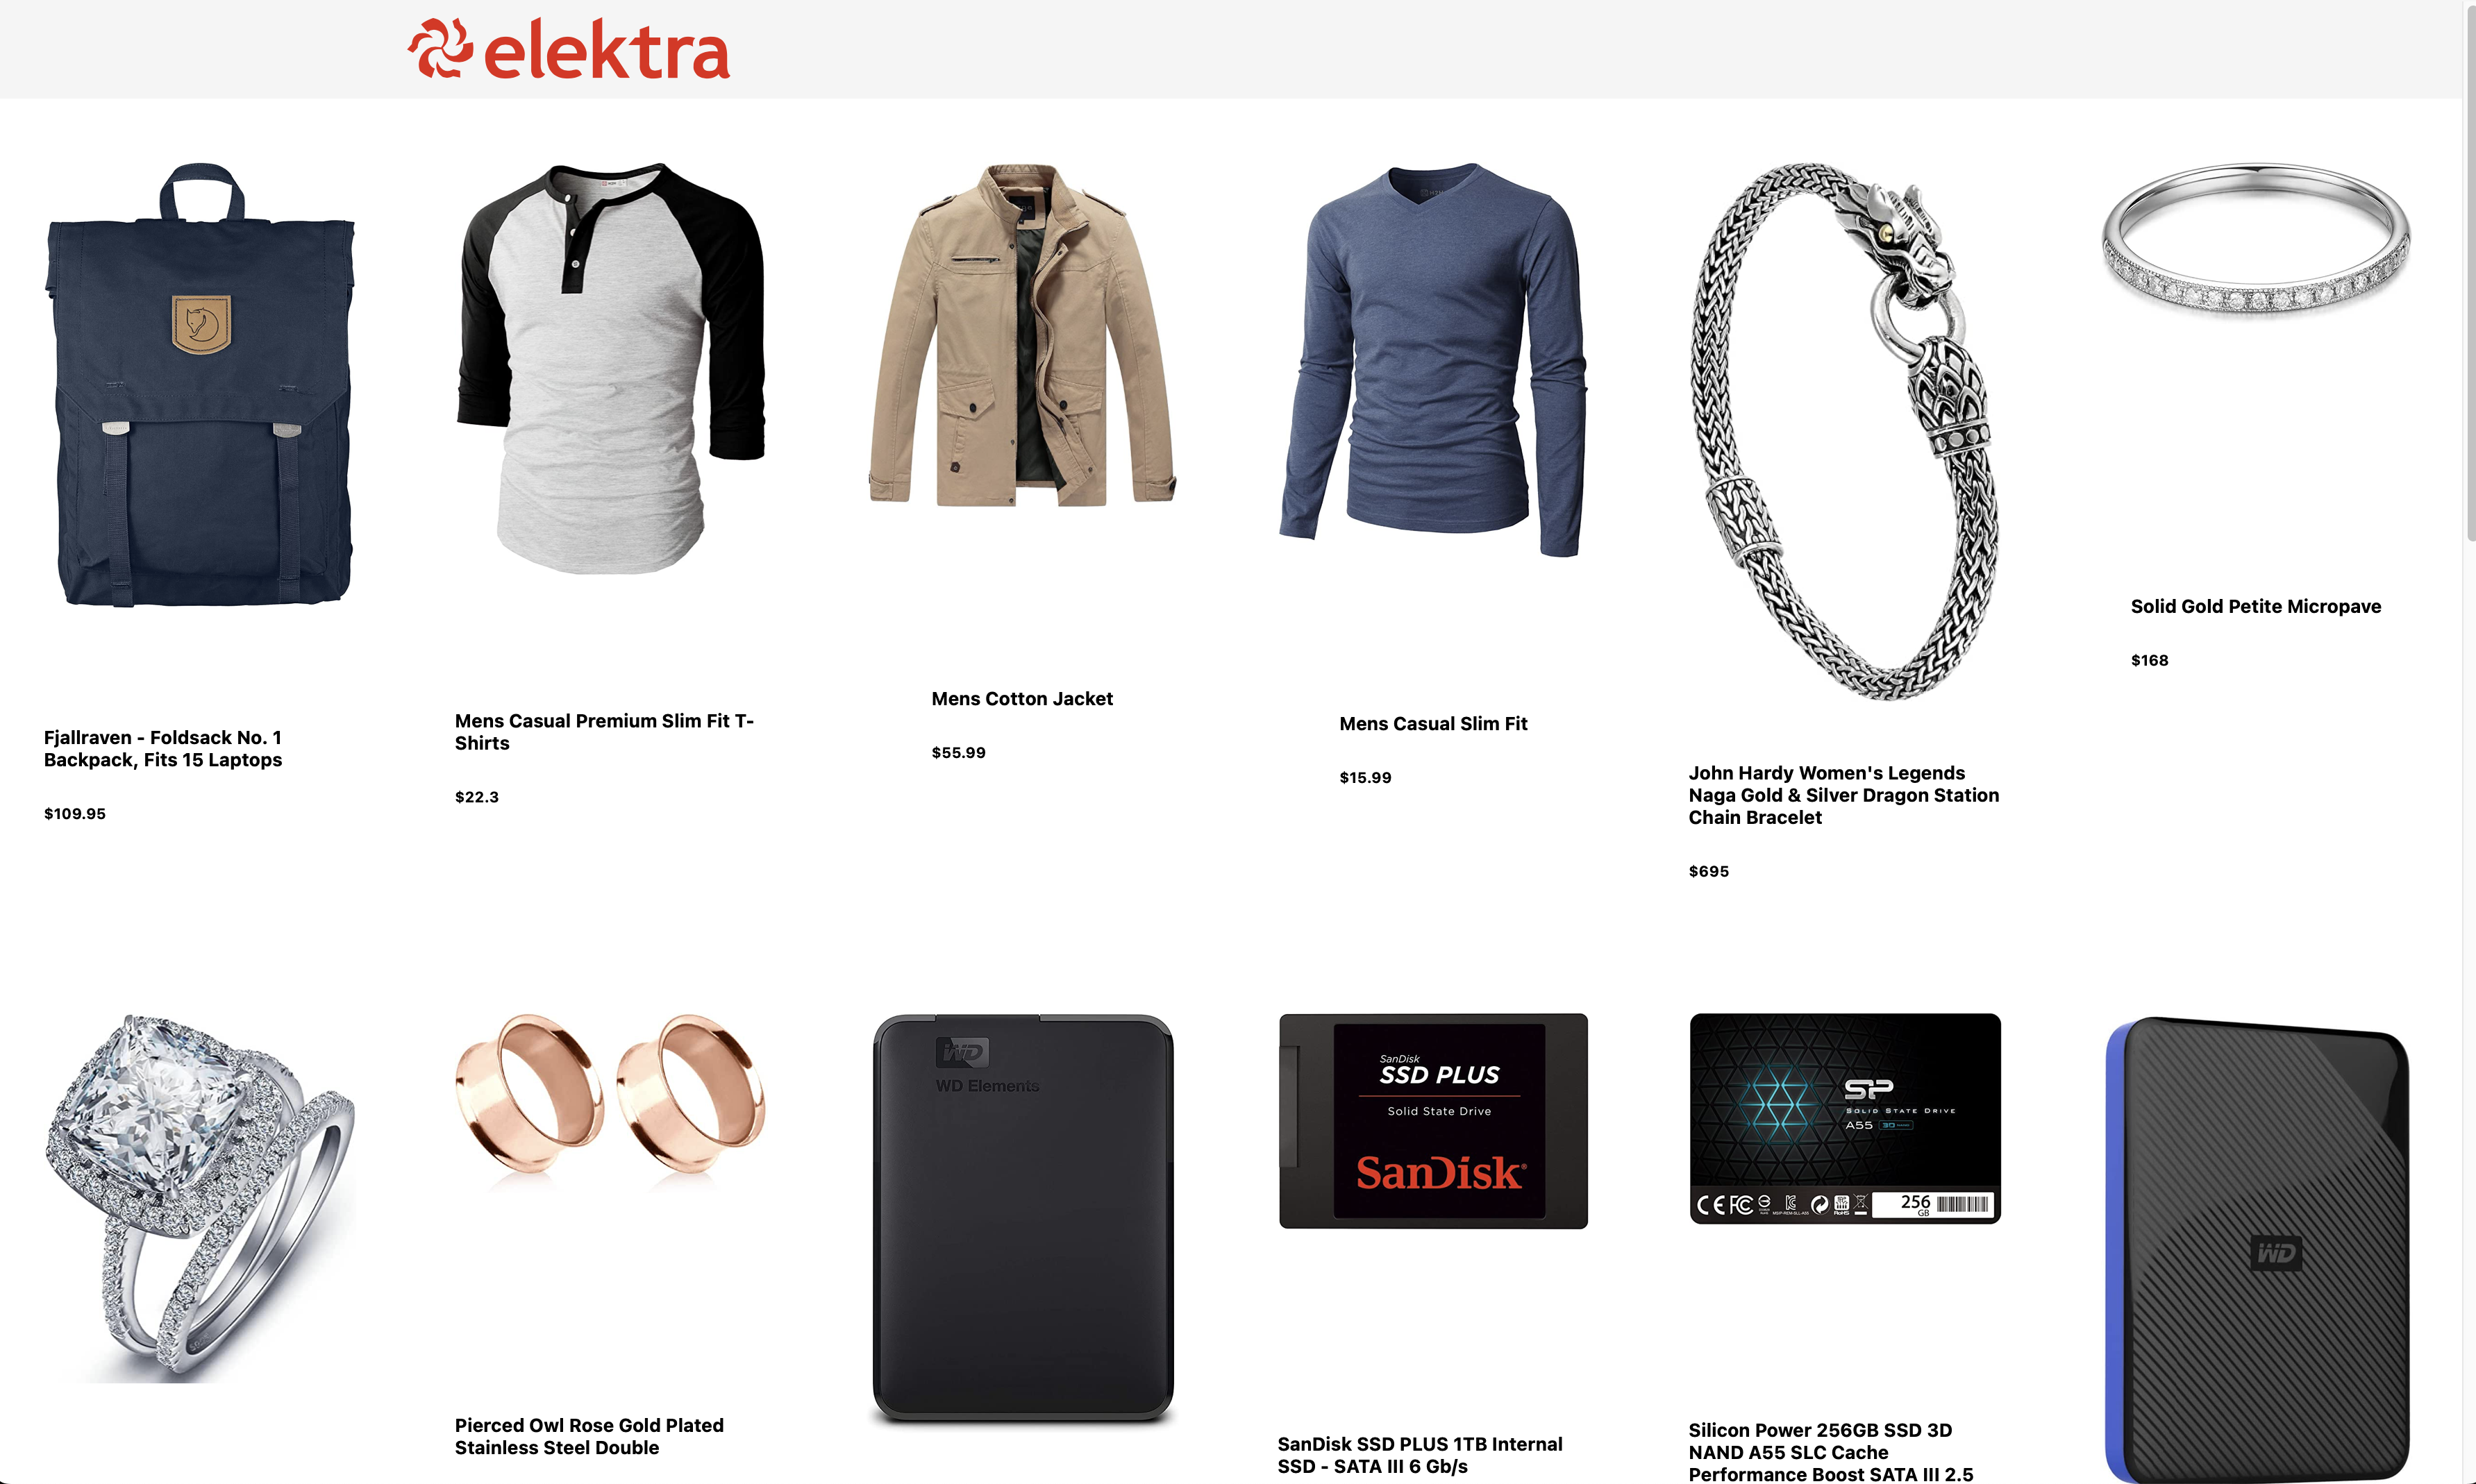 elektra
Solid Gold Petite Micropave
$168
Mens Cotton Jacket
$55.99
Mens Casual Premium Slim Fit T-
Shirts
$22.3
Mens Casual Slim Fit
$15.99
Fjallraven - Foldsack No. 1
Backpack, Fits 15 Laptops
$109.95
John Hardy Women's Legends
Naga Gold & Silver Dragon Station
Chain Bracelet
$695
WD
WD Elements
SanDisk
SSD PLUS
Solid State Drive
SanDisk
SP
SOLID STATE DRIVE
A55
256
GB
WD
Pierced Owl Rose Gold Plated
Stainless Steel Double
SanDisk SSD PLUS 1TB Internal
SSD - SATA III 6 Gb/s
Silicon Power 256GB SSD 3D
NAND A55 SLC Cache
Performance Boost SATA III 2.5